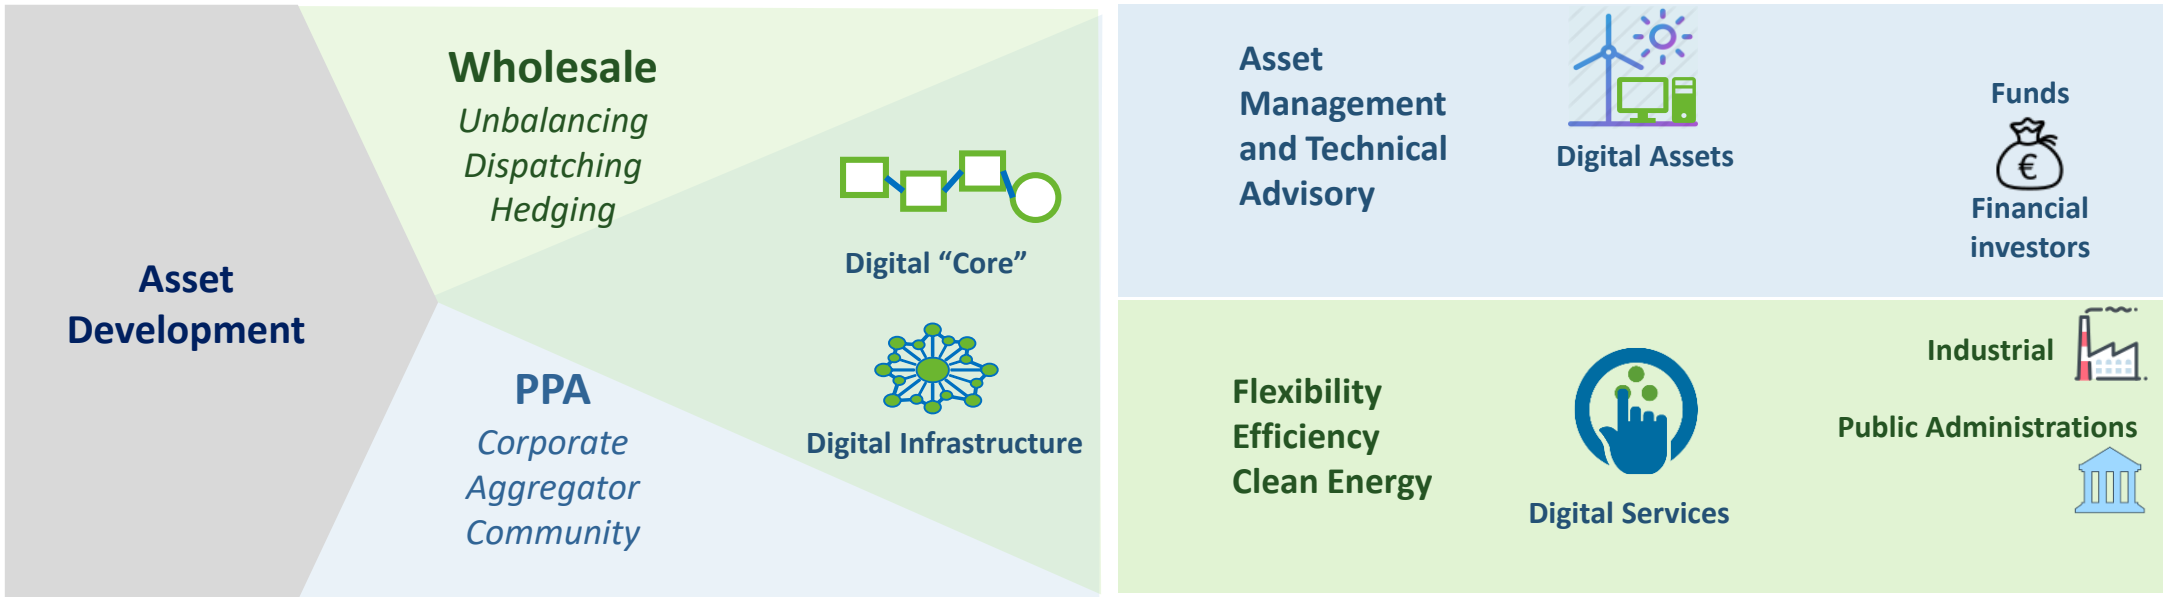 Asset
Development
Wholesale
Unbalancing
Dispatching
Hedging
PPA
Corporate
Aggregator
Community
Digital “Core”
Digital Infrastructure
Asset
Management
and Technical
Advisory
Digital Assets
Funds
€
Financial
investors
Flexibility
Efficiency
Clean Energy
Digital Services
Industrial
Public Administrations